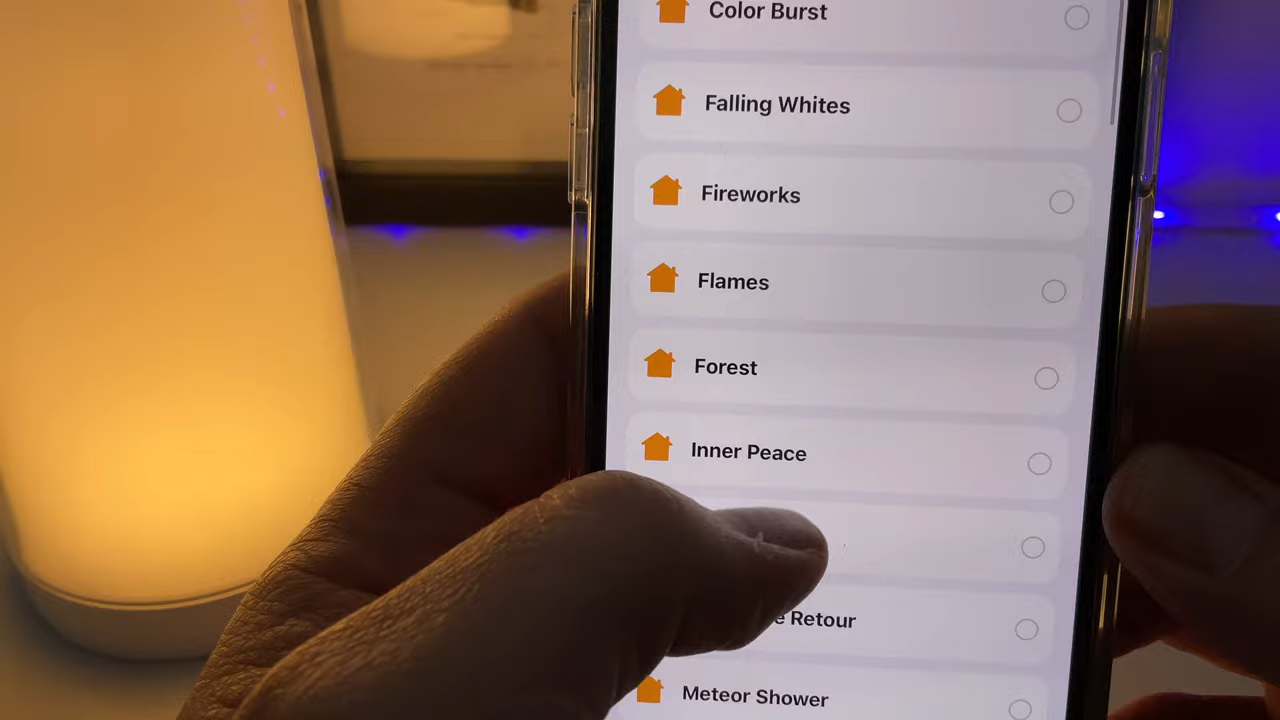 Color Burst
Falling Whites
Fireworks
Flames
Forest
Inner Peace
Retour
Meteor Shower